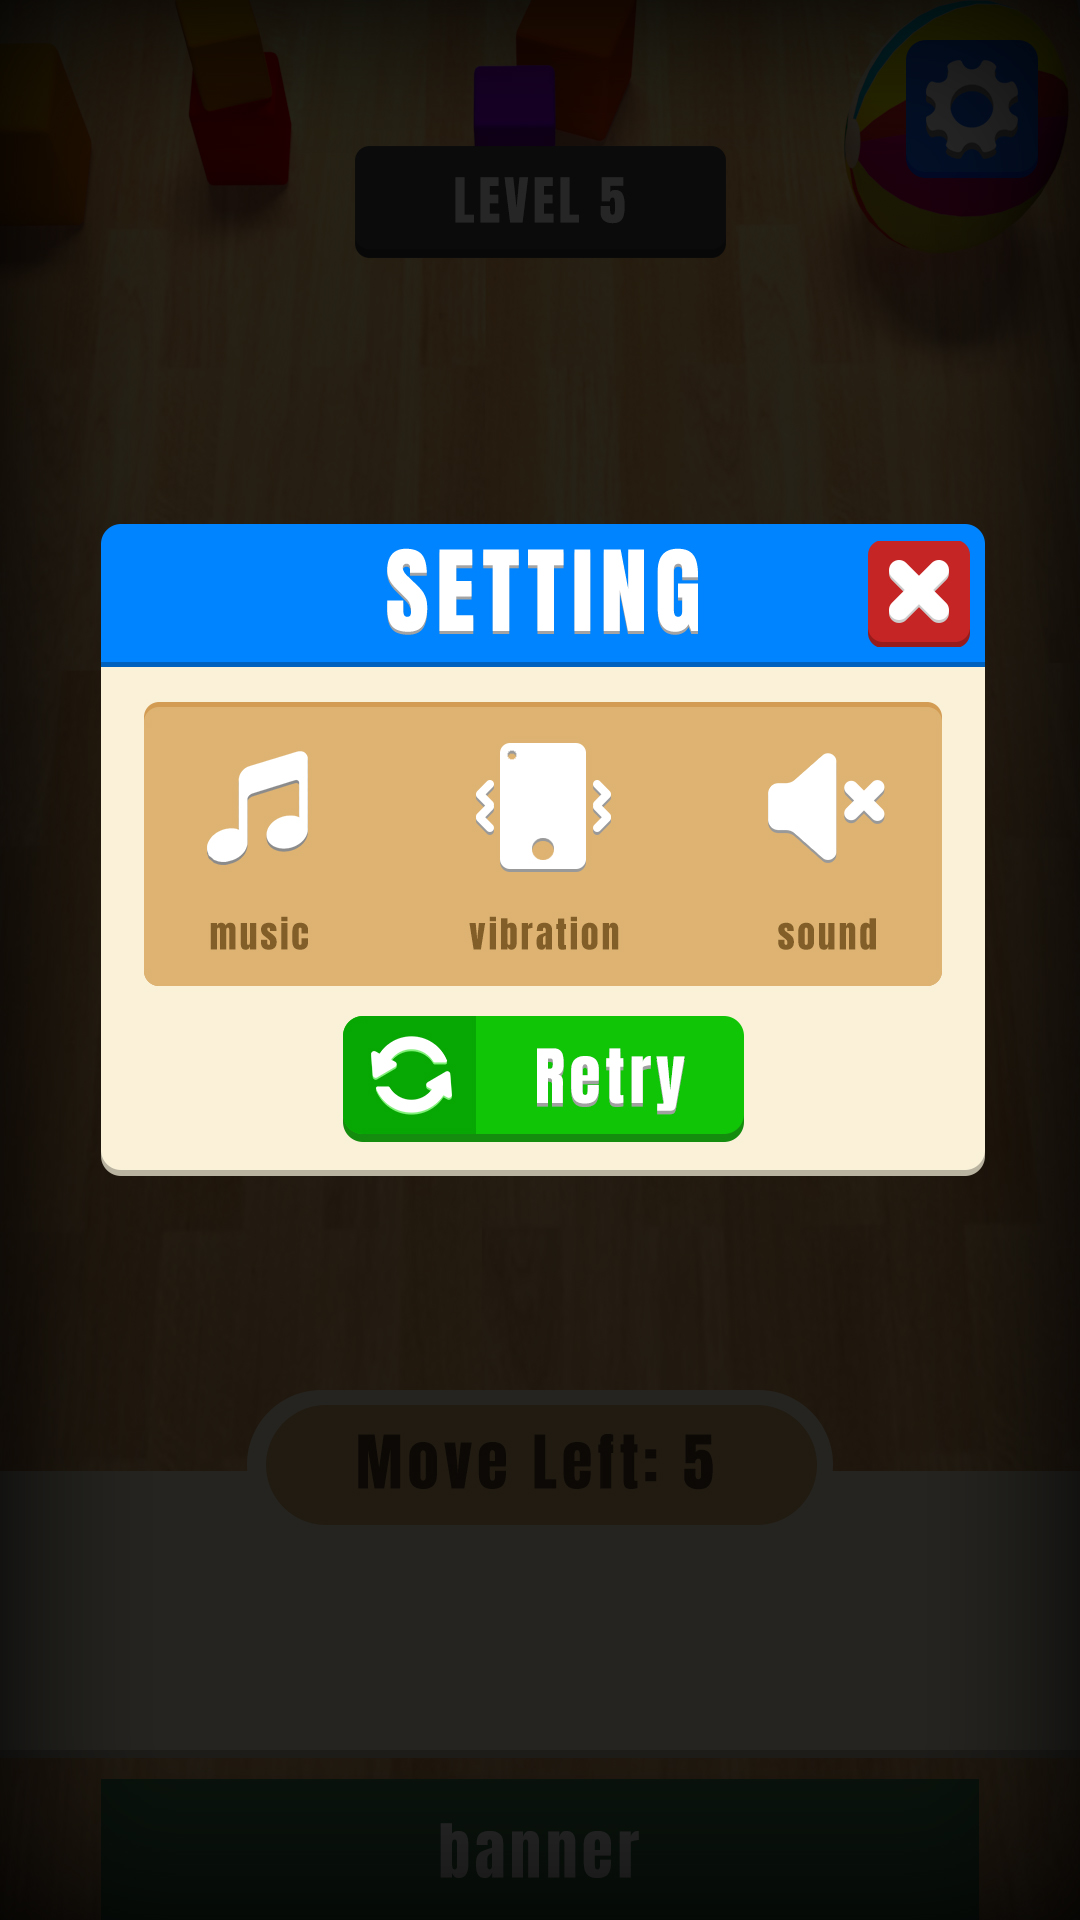 LEVEL 5
SETTING
music vibration sound
Retry
Move Left: 5
banner